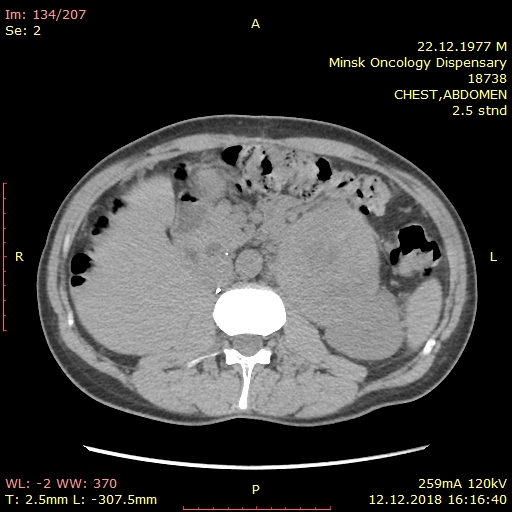 Im: 134/207
Se: 2
A
22.12.1977 M
Minsk Oncology Dispensary
18738
CHEST,ABDOMEN
2.5 stnd
R
L
WL: -2 WW: 370
T: 2.5mm L: -307.5mm
P
259mA 120kV
12.12.2018 16:16:40